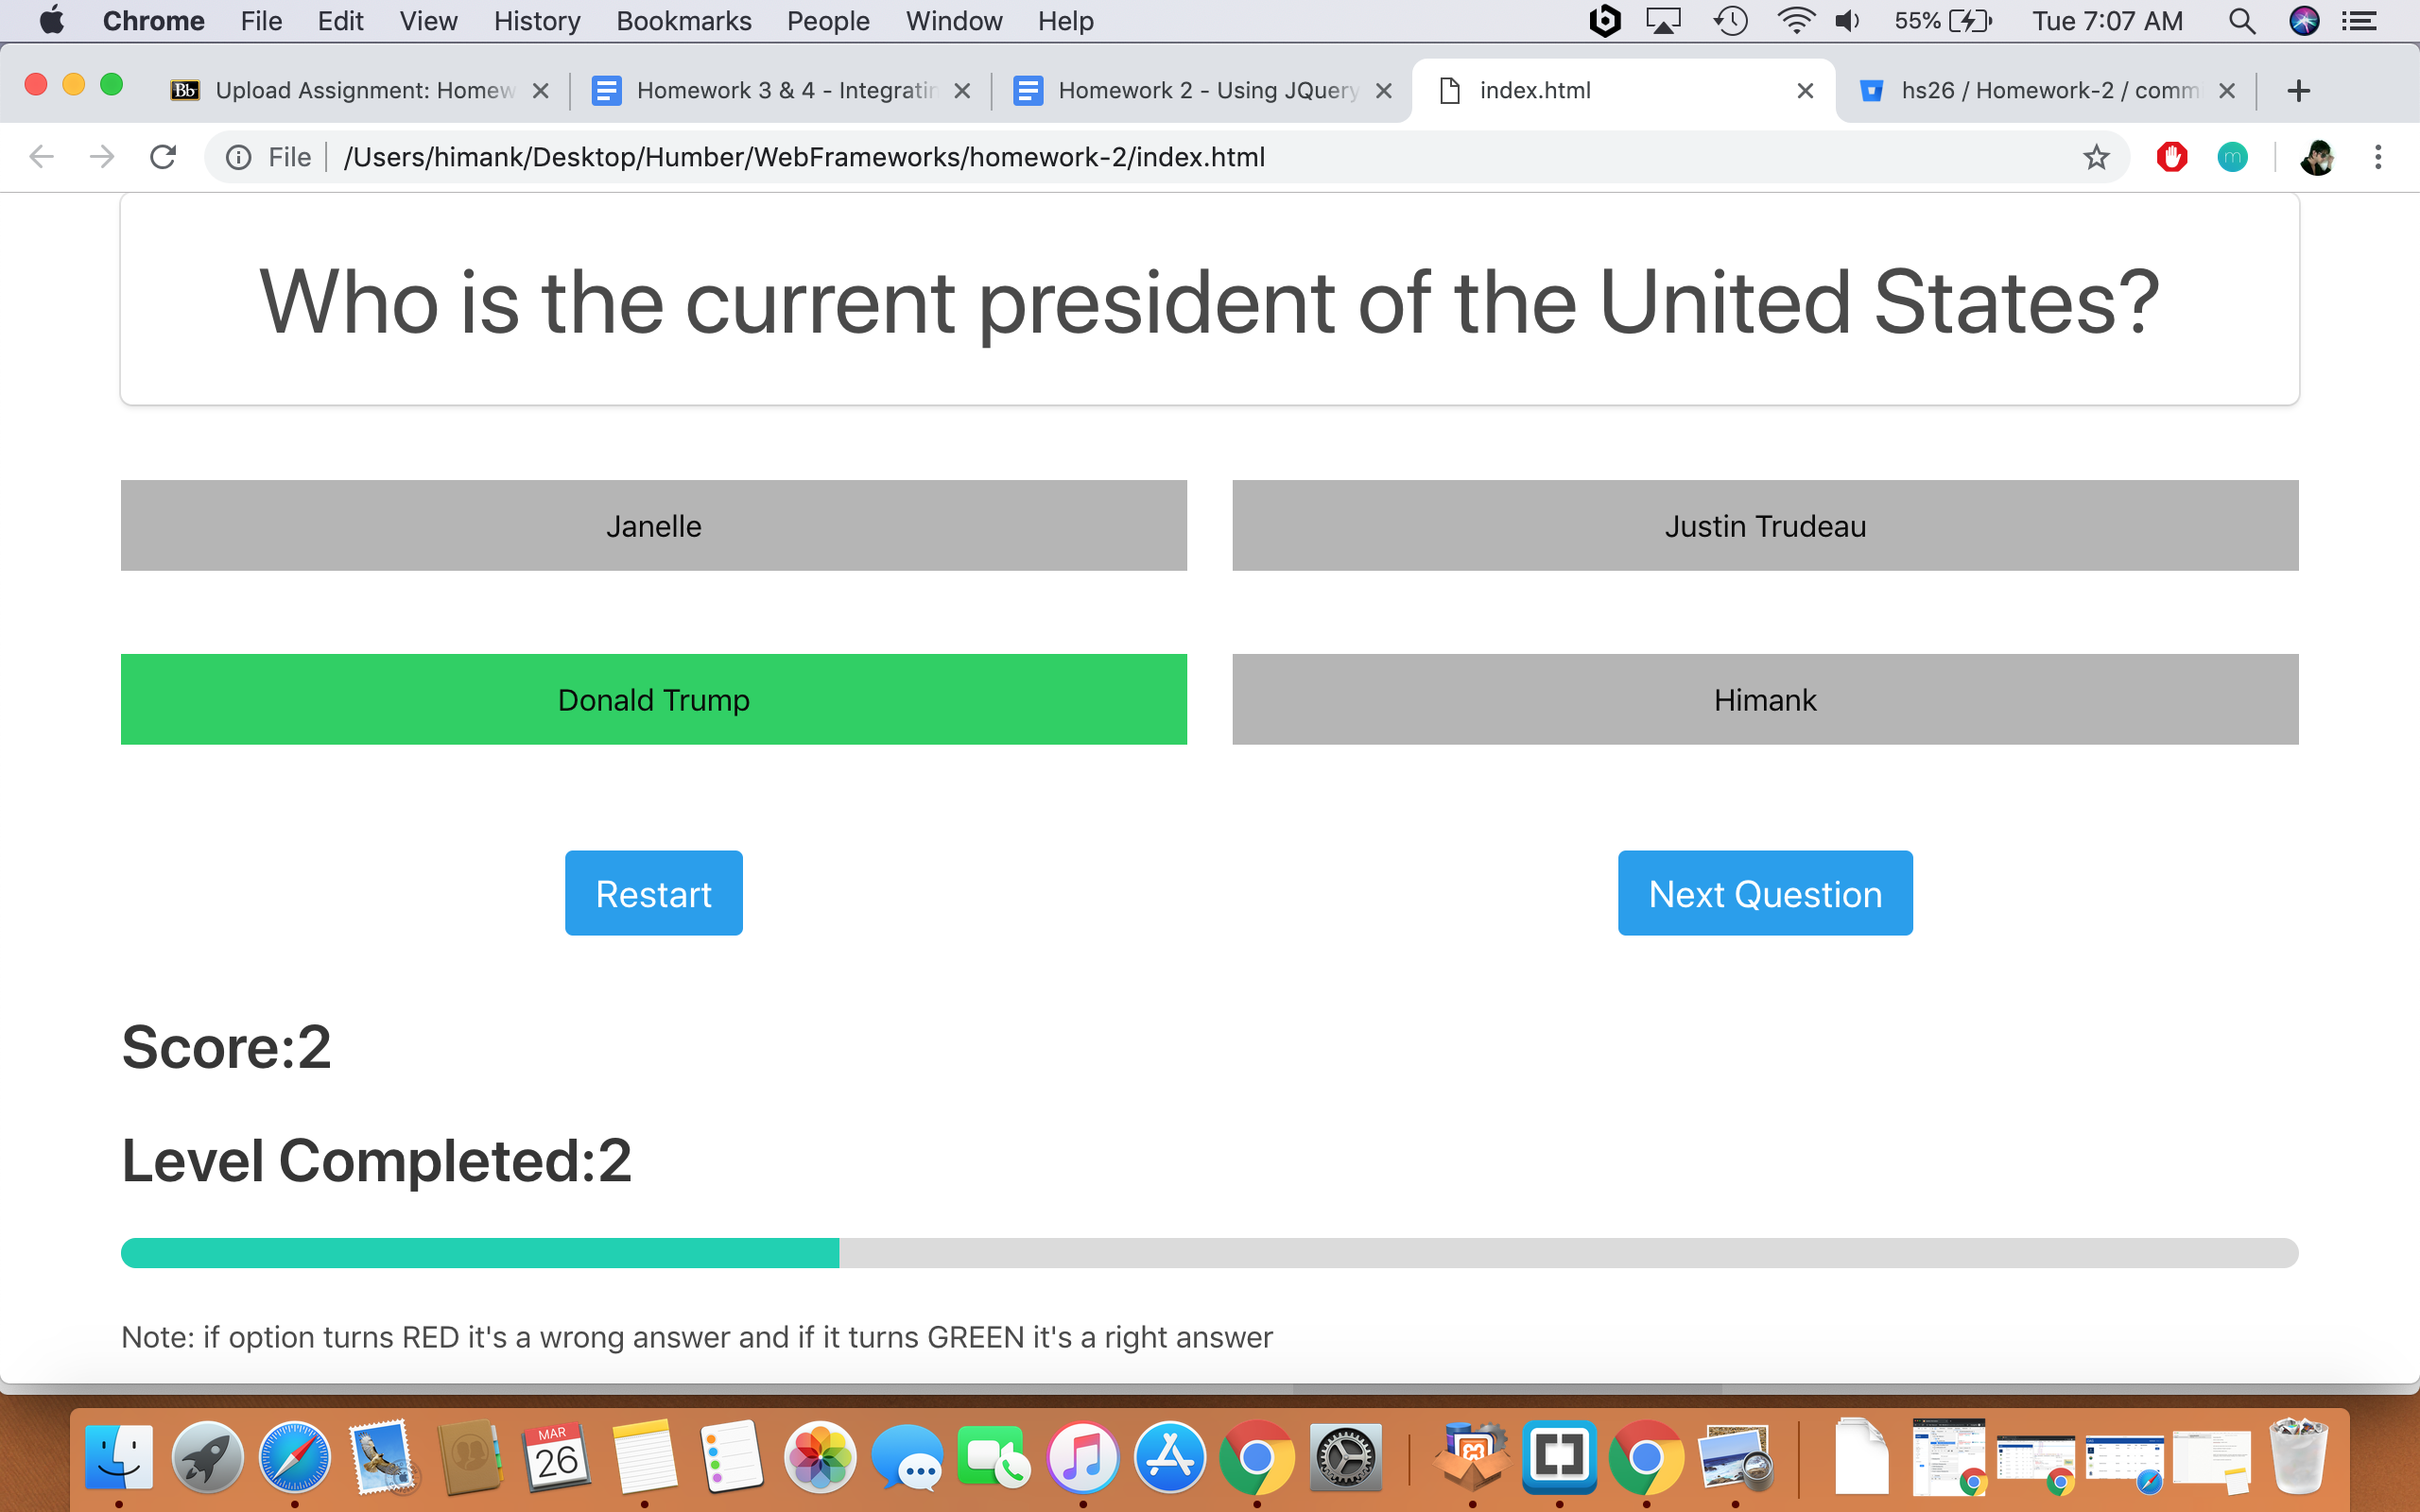 Chrome File Edit View History Bookmarks People Window Help 55% Tue 7:07 AM
Bb Upload Assignment: Homew Homework 3 & 4 - Integratin Homework 2 - Using JQuery index.html hs26 / Homework-2 / comm
File /Users/himank/Desktop/Humber/WebFrameworks/homework-2/index.html m
Who is the current president of the United States?
Janelle Justin Trudeau
Donald Trump Himank
Restart Next Question
Score:2
Level Completed:2
Note: if option turns RED it's a wrong answer and if it turns GREEN it's a right answer
MAR
26